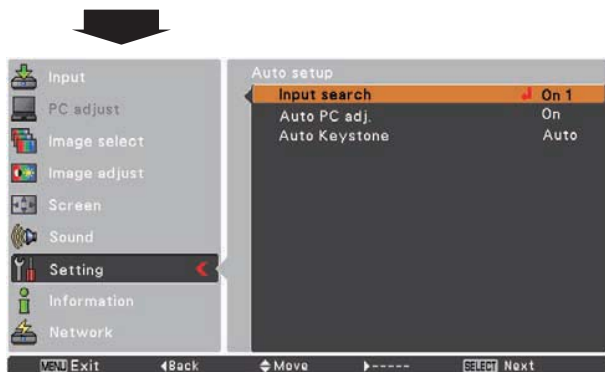 Input
PC adjust
Image select
Image adjust
Screen
Sound
Setting
Information
Network
Auto setup
Input search On 1
Auto PC adj. On
Auto Keystone Auto
MENU Exit ◀Back Move ▶----- SELECT Next